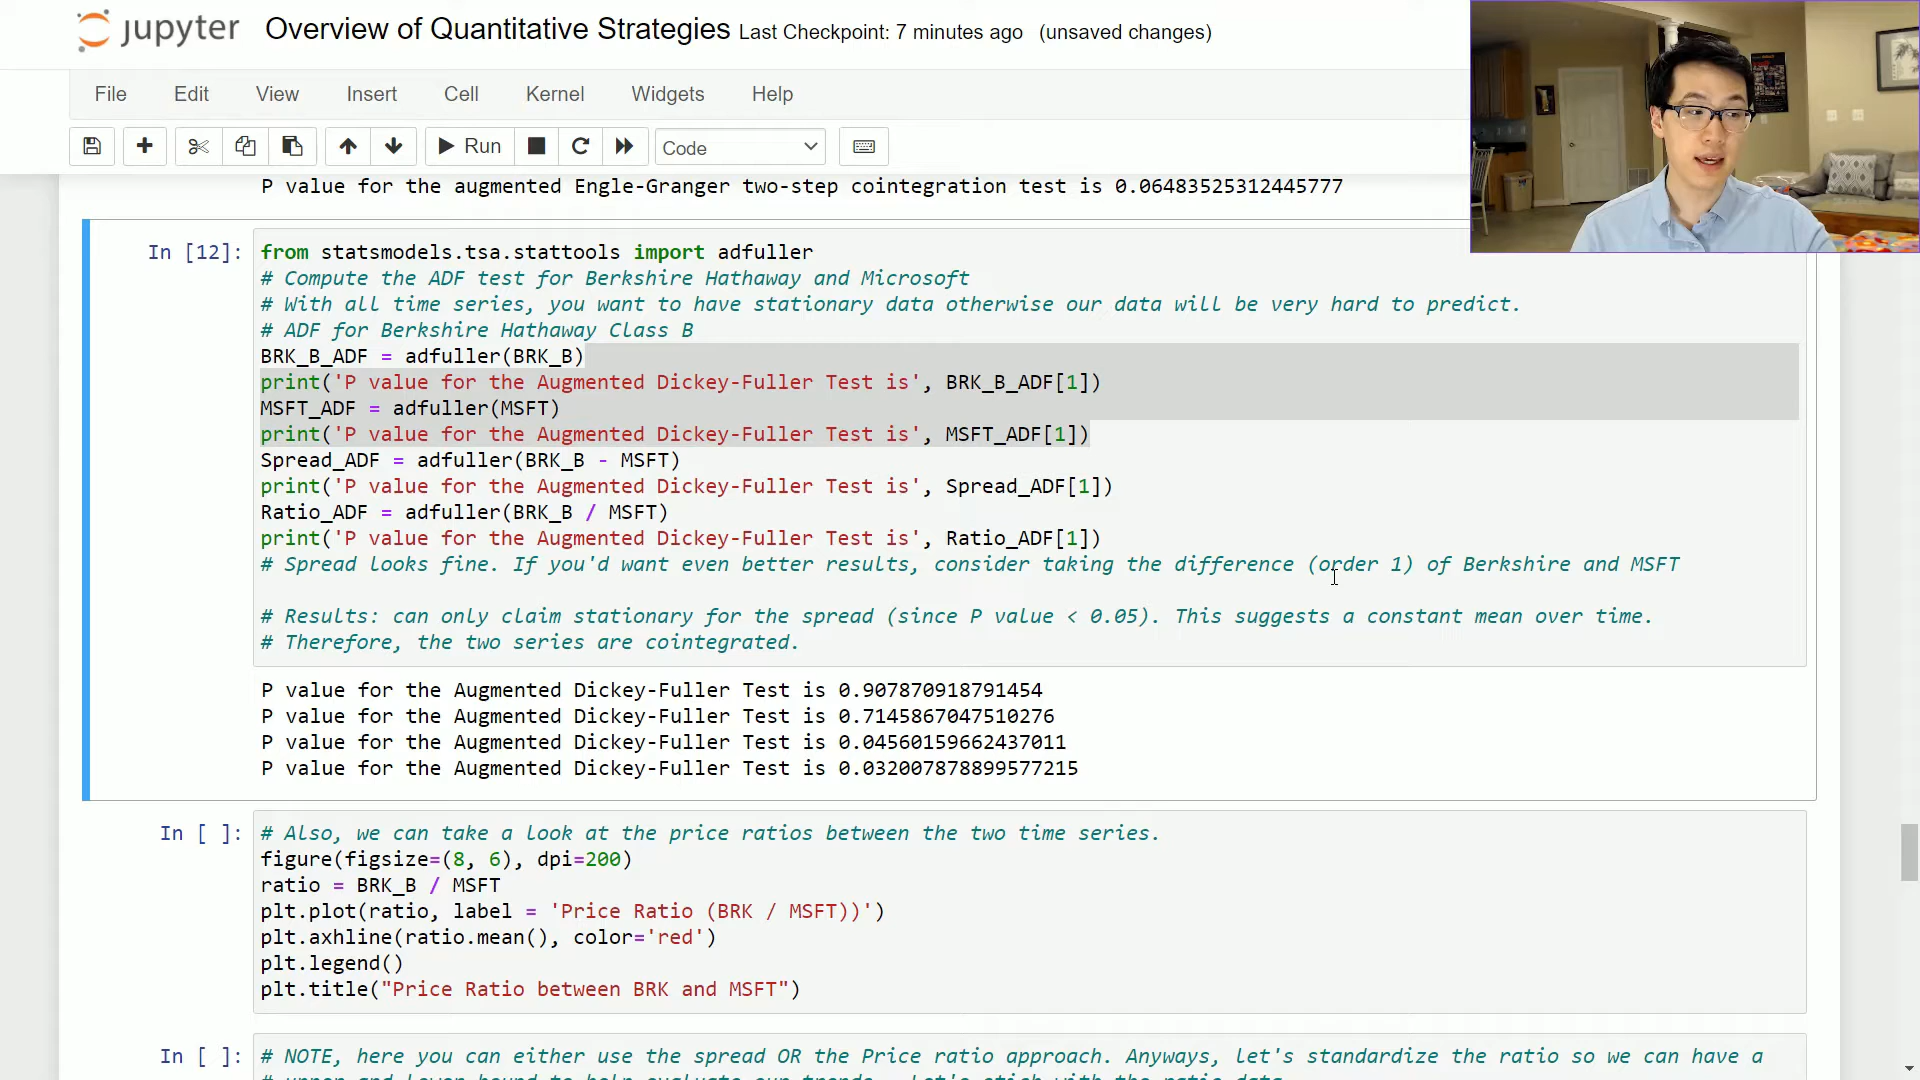 jupyter Overview of Quantitative Strategies Last Checkpoint: 7 minutes ago (unsaved changes)
File Edit View Insert Cell Kernel Widgets Help
Run Code
P value for the augmented Engle-Granger two-step cointegration test is 0.06483525312445777
In [12]: from statsmodels.tsa.stattools import adfuller
# Compute the ADF test for Berkshire Hathaway and Microsoft
# With all time series, you want to have stationary data otherwise our data will be very hard to predict.
# ADF for Berkshire Hathaway Class B
BRK_B_ADF = adfuller(BRK_B)
print('P value for the Augmented Dickey-Fuller Test is', BRK_B_ADF[1])
MSFT_ADF = adfuller(MSFT)
print('P value for the Augmented Dickey-Fuller Test is', MSFT_ADF[1])
Spread_ADF = adfuller(BRK_B - MSFT)
print('P value for the Augmented Dickey-Fuller Test is', Spread_ADF[1])
Ratio_ADF = adfuller(BRK_B / MSFT)
print('P value for the Augmented Dickey-Fuller Test is', Ratio_ADF[1])
# Spread looks fine. If you'd want even better results, consider taking the difference (order 1) of Berkshire and MSFT
# Results: can only claim stationary for the spread (since P value < 0.05). This suggests a constant mean over time.
# Therefore, the two series are cointegrated.
P value for the Augmented Dickey-Fuller Test is 0.907870918791454
P value for the Augmented Dickey-Fuller Test is 0.7145867047510276
P value for the Augmented Dickey-Fuller Test is 0.04560159662437011
P value for the Augmented Dickey-Fuller Test is 0.032007878899577215
In [ ]: # Also, we can take a look at the price ratios between the two time series.
figure(figsize=(8, 6), dpi=200)
ratio = BRK_B / MSFT
plt.plot(ratio, label = 'Price Ratio (BRK / MSFT))')
plt.axhline(ratio.mean(), color='red')
plt.legend()
plt.title("Price Ratio between BRK and MSFT")
In [ ]: # NOTE, here you can either use the spread OR the Price ratio approach. Anyways, let's standardize the ratio so we can have a